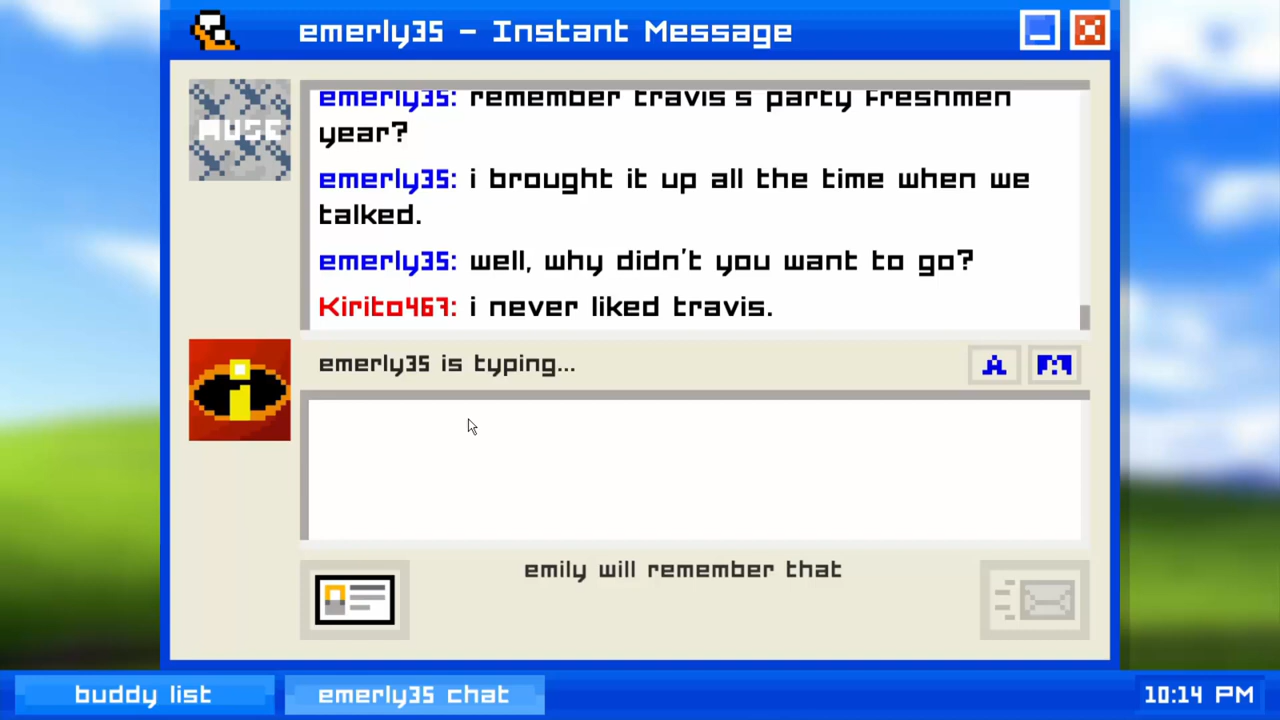 emerly35 - Instant Message
MUSE
emerly35: remember travis's party freshmen
year?
emerly35: i brought it up all the time when we
talked.
emerly35: well, why didn't you want to go?
Kirito467: i never liked travis.
emerly35 is typing...
A
i
emily will remember that
buddy list
emerly35 chat
10:14 PM